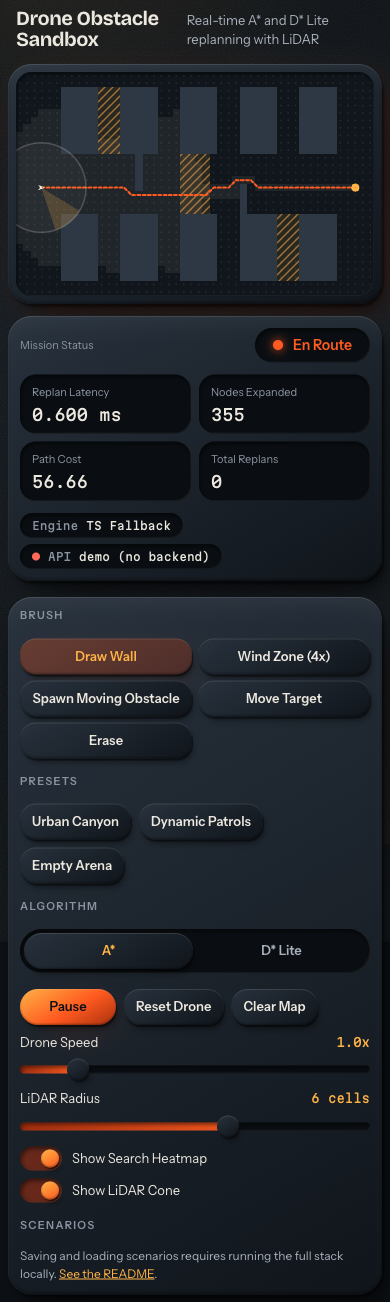 Drone Obstacle
Sandbox
Real-time A* and D* Lite
replanning with LiDAR
Mission Status
En Route
Replan Latency
0.600 ms
Nodes Expanded
355
Path Cost
56.66
Total Replans
0
Engine TS Fallback
API demo (no backend)
BRUSH
Draw Wall
Wind Zone (4x)
Spawn Moving Obstacle
Move Target
Erase
PRESETS
Urban Canyon
Dynamic Patrols
Empty Arena
ALGORITHM
A*
D* Lite
Pause
Reset Drone
Clear Map
Drone Speed
1.0x
LiDAR Radius
6 cells
Show Search Heatmap
Show LiDAR Cone
SCENARIOS
Saving and loading scenarios requires running the full stack
locally. See the README.